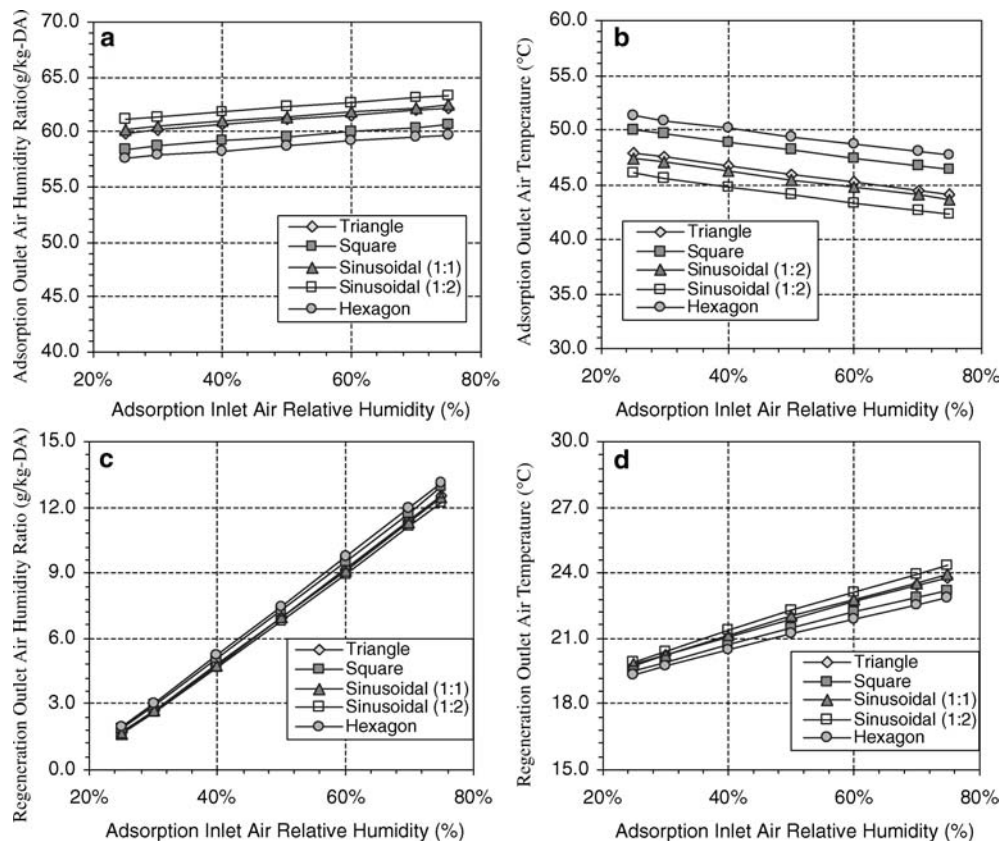 a
Adsorption Outlet Air Humidity Ratio(g/kg-DA)
70.0
65.0
60.0
55.0
50.0
45.0
40.0
Triangle
Square
Sinusoidal (1:1)
Sinusoidal (1:2)
Hexagon
20% 40% 60% 80%
Adsorption Inlet Air Relative Humidity (%)
b
Adsorption Outlet Air Temperature (°C)
60.0
55.0
50.0
45.0
40.0
35.0
30.0
Triangle
Square
Sinusoidal (1:2)
Sinusoidal (1:2)
Hexagon
20% 40% 60% 80%
Adsorption Inlet Air Relative Humidity (%)
c
Regeneration Outlet Air Humidity Ratio (g/kg-DA)
15.0
12.0
9.0
6.0
3.0
0.0
Triangle
Square
Sinusoidal (1:1)
Sinusoidal (1:2)
Hexagon
20% 40% 60% 80%
Adsorption Inlet Air Relative Humidity (%)
d
Regeneration Outlet Air Temperature (°C)
30.0
27.0
24.0
21.0
18.0
15.0
Triangle
Square
Sinusoidal (1:1)
Sinusoidal (1:2)
Hexagon
20% 40% 60% 80%
Adsorption Inlet Air Relative Humidity (%)